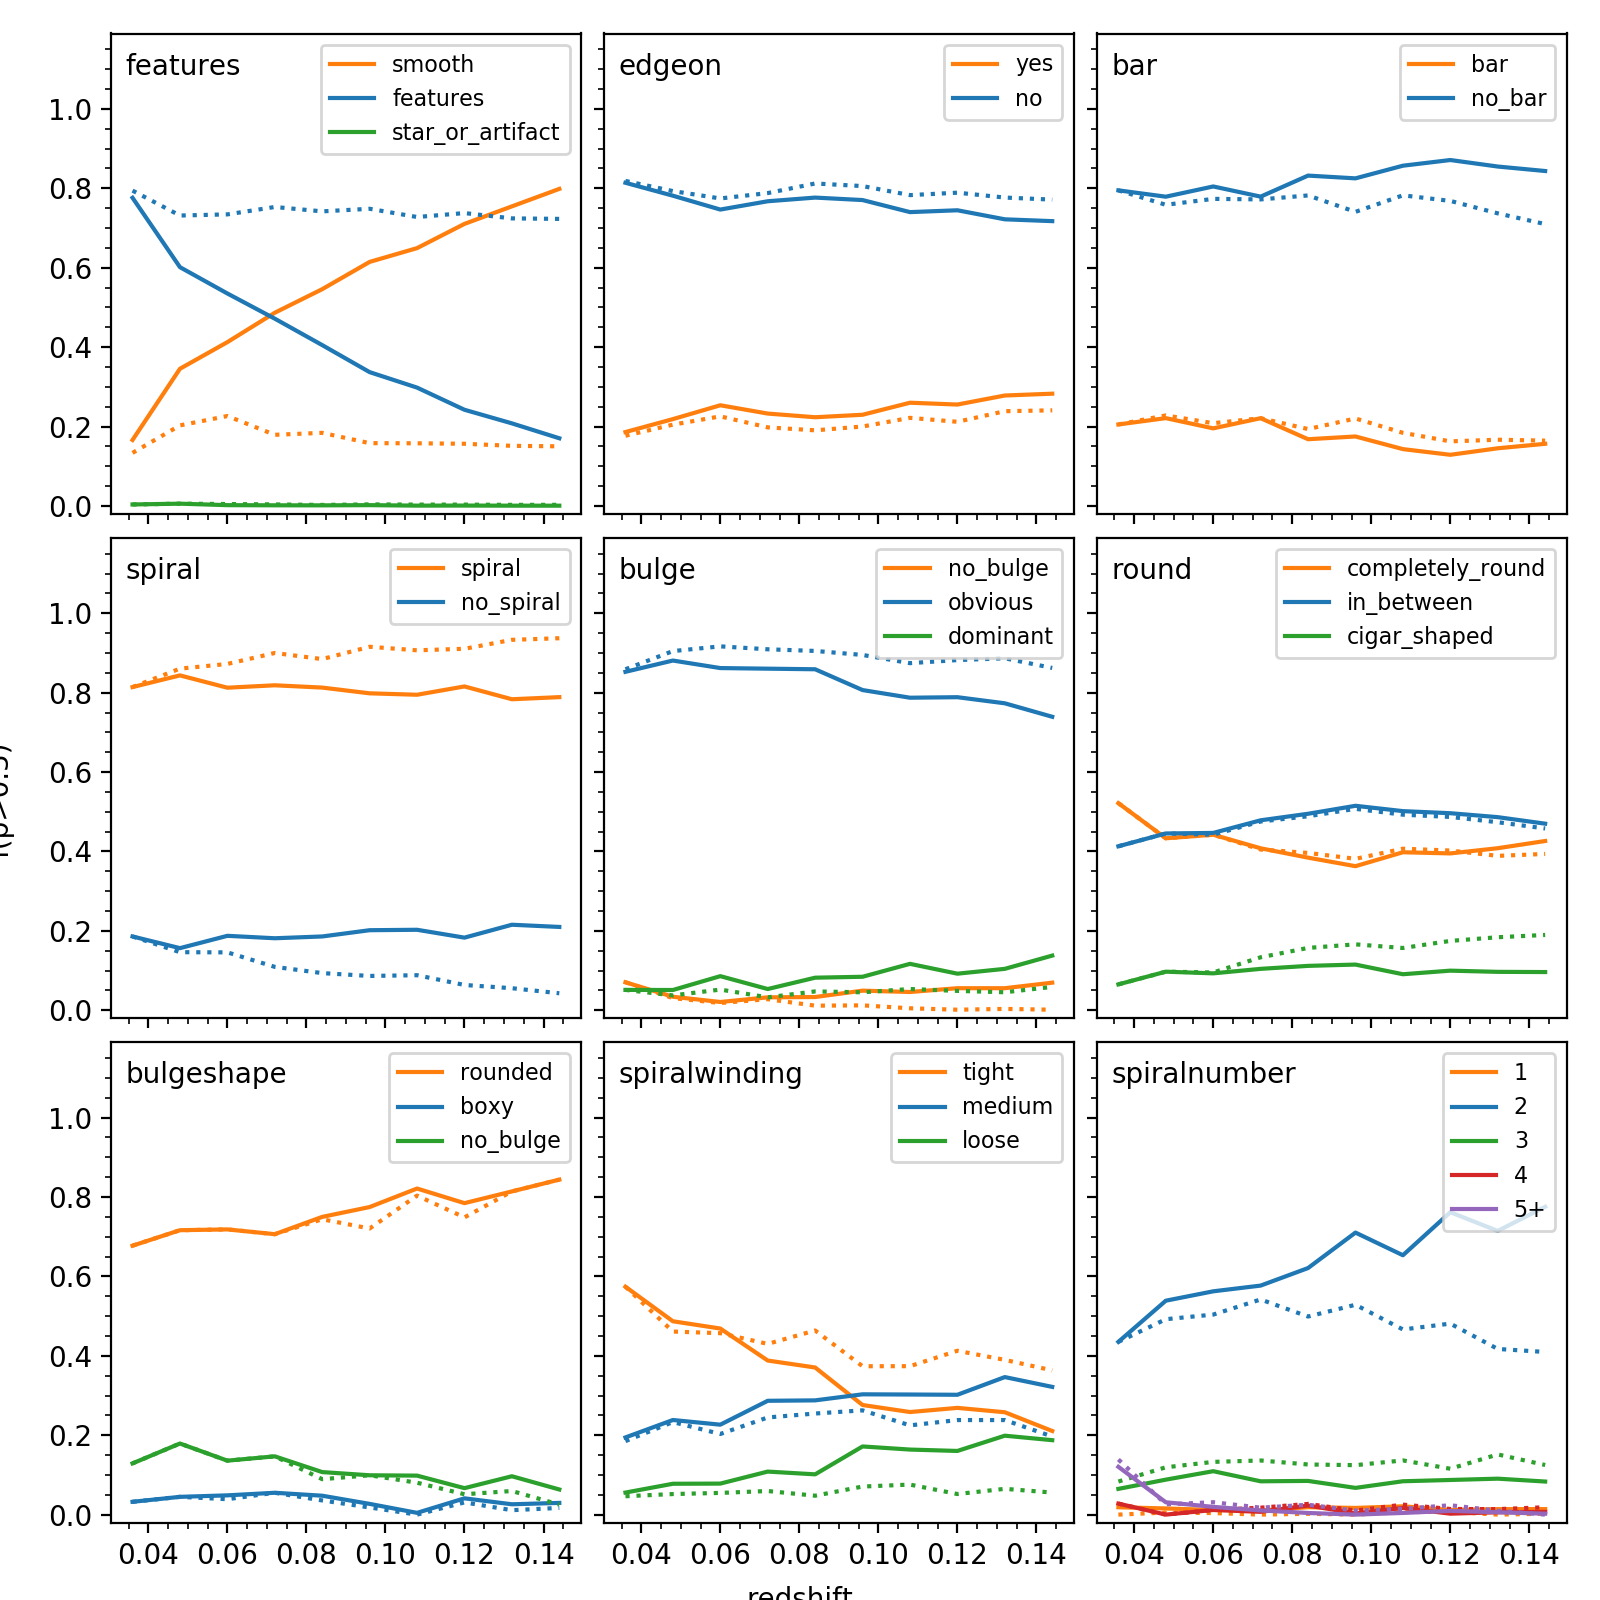 features
smooth
features
star_or_artifact
edgeon
yes
no
bar
bar
no_bar
1.0
0.8
0.6
0.4
0.2
0.0
spiral
spiral
no_spiral
bulge
no_bulge
obvious
dominant
round
completely_round
in_between
cigar_shaped
1.0
0.8
0.6
0.4
0.2
0.0
bulgeshape
rounded
boxy
no_bulge
spiralwinding
tight
medium
loose
spiralnumber
1
2
3
4
5+
1.0
0.8
0.6
0.4
0.2
0.0
0.04 0.06 0.08 0.10 0.12 0.14
0.04 0.06 0.08 0.10 0.12 0.14
0.04 0.06 0.08 0.10 0.12 0.14
redshift